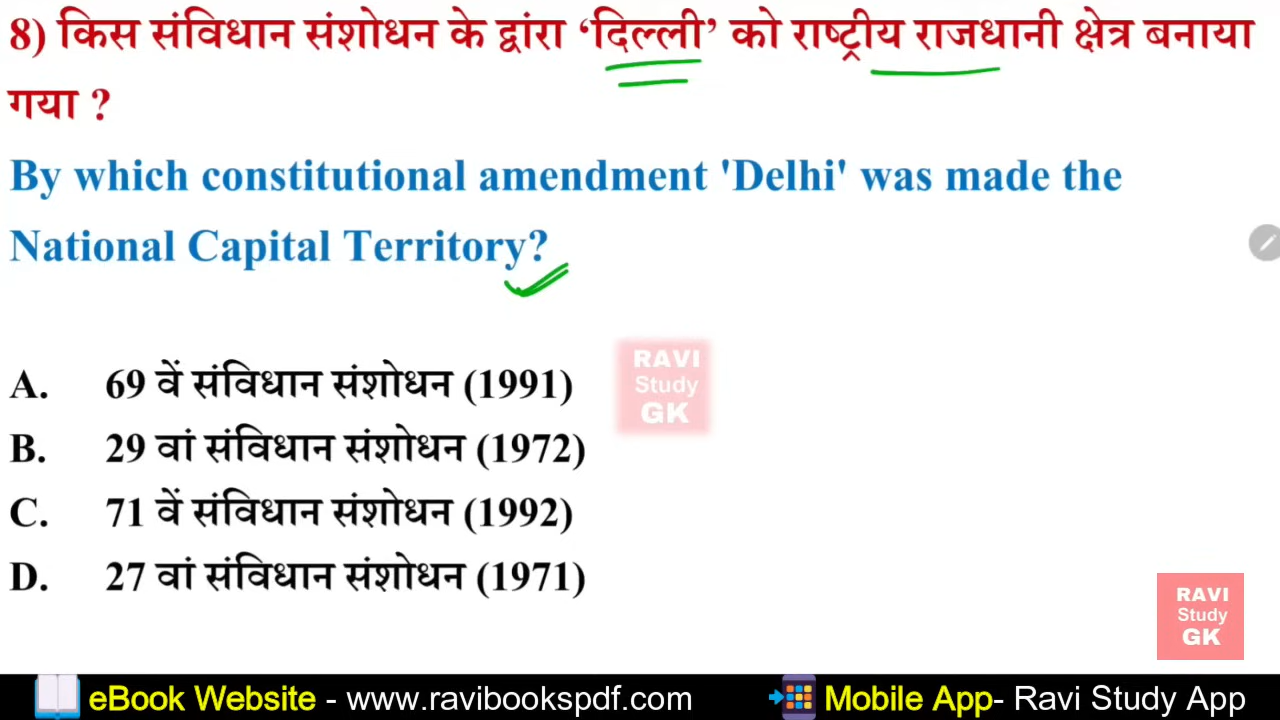 8) किस संविधान संशोधन के द्वांरा ‘दिल्ली’ को राष्ट्रीय राजधानी क्षेत्र बनाया
गया ?
By which constitutional amendment 'Delhi' was made the
National Capital Territory?
A. 69 वें संविधान संशोधन (1991)
B. 29 वां संविधान संशोधन (1972)
C. 71 वें संविधान संशोधन (1992)
D. 27 वां संविधान संशोधन (1971)
RAVI
Study
GK
RAVI
Study
GK
eBook Website - www.ravibookspdf.com
Mobile App- Ravi Study App